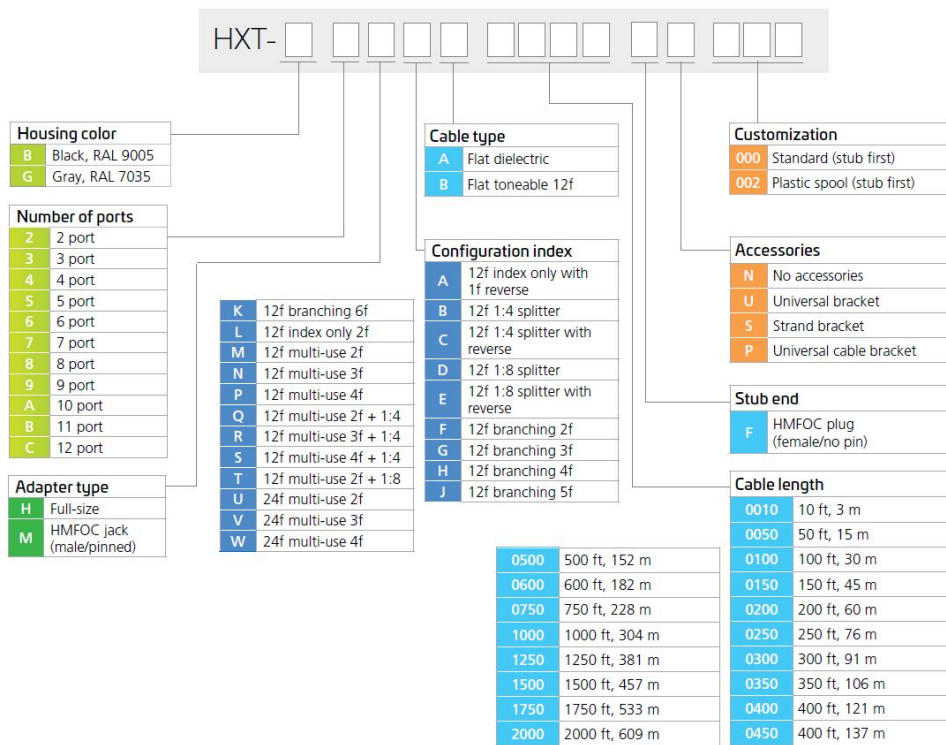 HXT-
Housing color
B Black, RAL 9005
G Gray, RAL 7035
Number of ports
2 2 port
3 3 port
4 4 port
5 5 port
6 6 port
7 7 port
8 8 port
9 9 port
A 10 port
B 11 port
C 12 port
Adapter type
H Full-size
M HMFOC jack
(male/pinned)
K 12f branching 6f
L 12f index only 2f
M 12f multi-use 2f
N 12f multi-use 3f
P 12f multi-use 4f
Q 12f multi-use 2f + 1:4
R 12f multi-use 3f + 1:4
S 12f multi-use 4f + 1:4
T 12f multi-use 2f + 1:8
U 24f multi-use 2f
V 24f multi-use 3f
W 24f multi-use 4f
Cable type
A Flat dielectric
B Flat toneable 12f
Configuration index
A 12f index only with
1f reverse
B 12f 1:4 splitter
C 12f 1:4 splitter with
reverse
D 12f 1:8 splitter
E 12f 1:8 splitter with
reverse
F 12f branching 2f
G 12f branching 3f
H 12f branching 4f
J 12f branching 5f
Customization
000 Standard (stub first)
002 Plastic spool (stub first)
Accessories
N No accessories
U Universal bracket
S Strand bracket
P Universal cable bracket
Stub end
F HMFOC plug
(female/no pin)
Cable length
0010 10 ft, 3 m
0050 50 ft, 15 m
0100 100 ft, 30 m
0150 150 ft, 45 m
0200 200 ft, 60 m
0250 250 ft, 76 m
0300 300 ft, 91 m
0350 350 ft, 106 m
0400 400 ft, 121 m
0450 400 ft, 137 m
0500 500 ft, 152 m
0600 600 ft, 182 m
0750 750 ft, 228 m
1000 1000 ft, 304 m
1250 1250 ft, 381 m
1500 1500 ft, 457 m
1750 1750 ft, 533 m
2000 2000 ft, 609 m